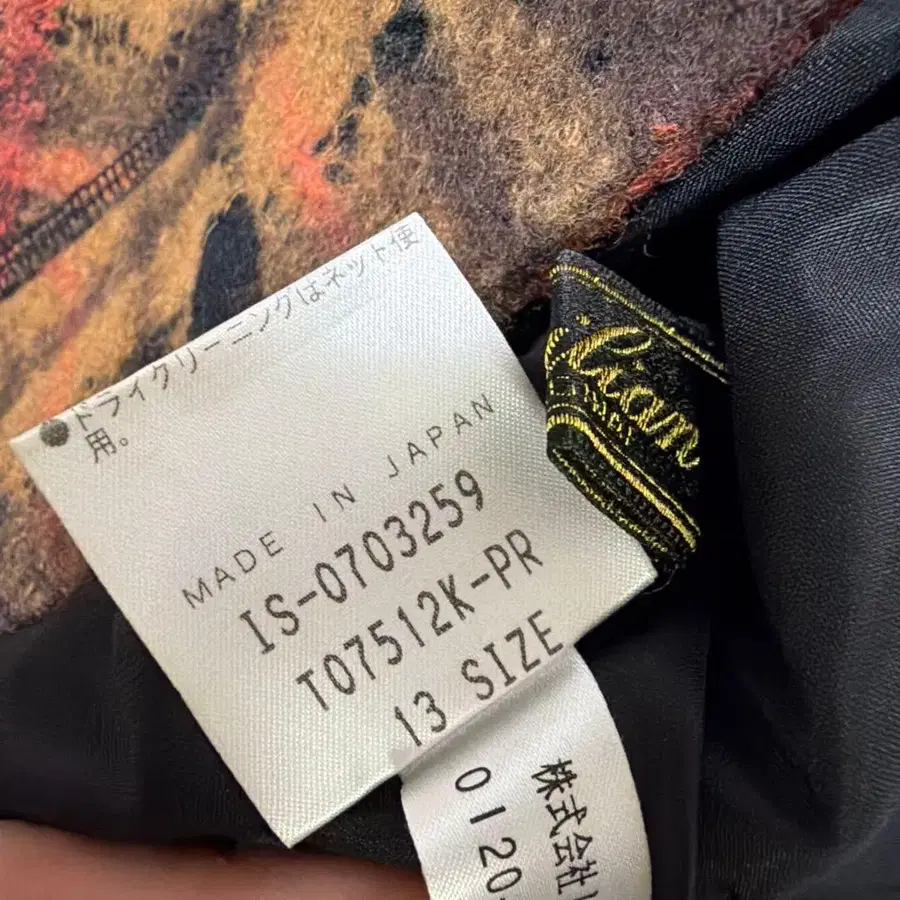 ●ドライクリーニングはネット使
用。
MADE IN JAPAN
IS-0703259
T07512K-PR
13 SIZE
株式会社
0120-